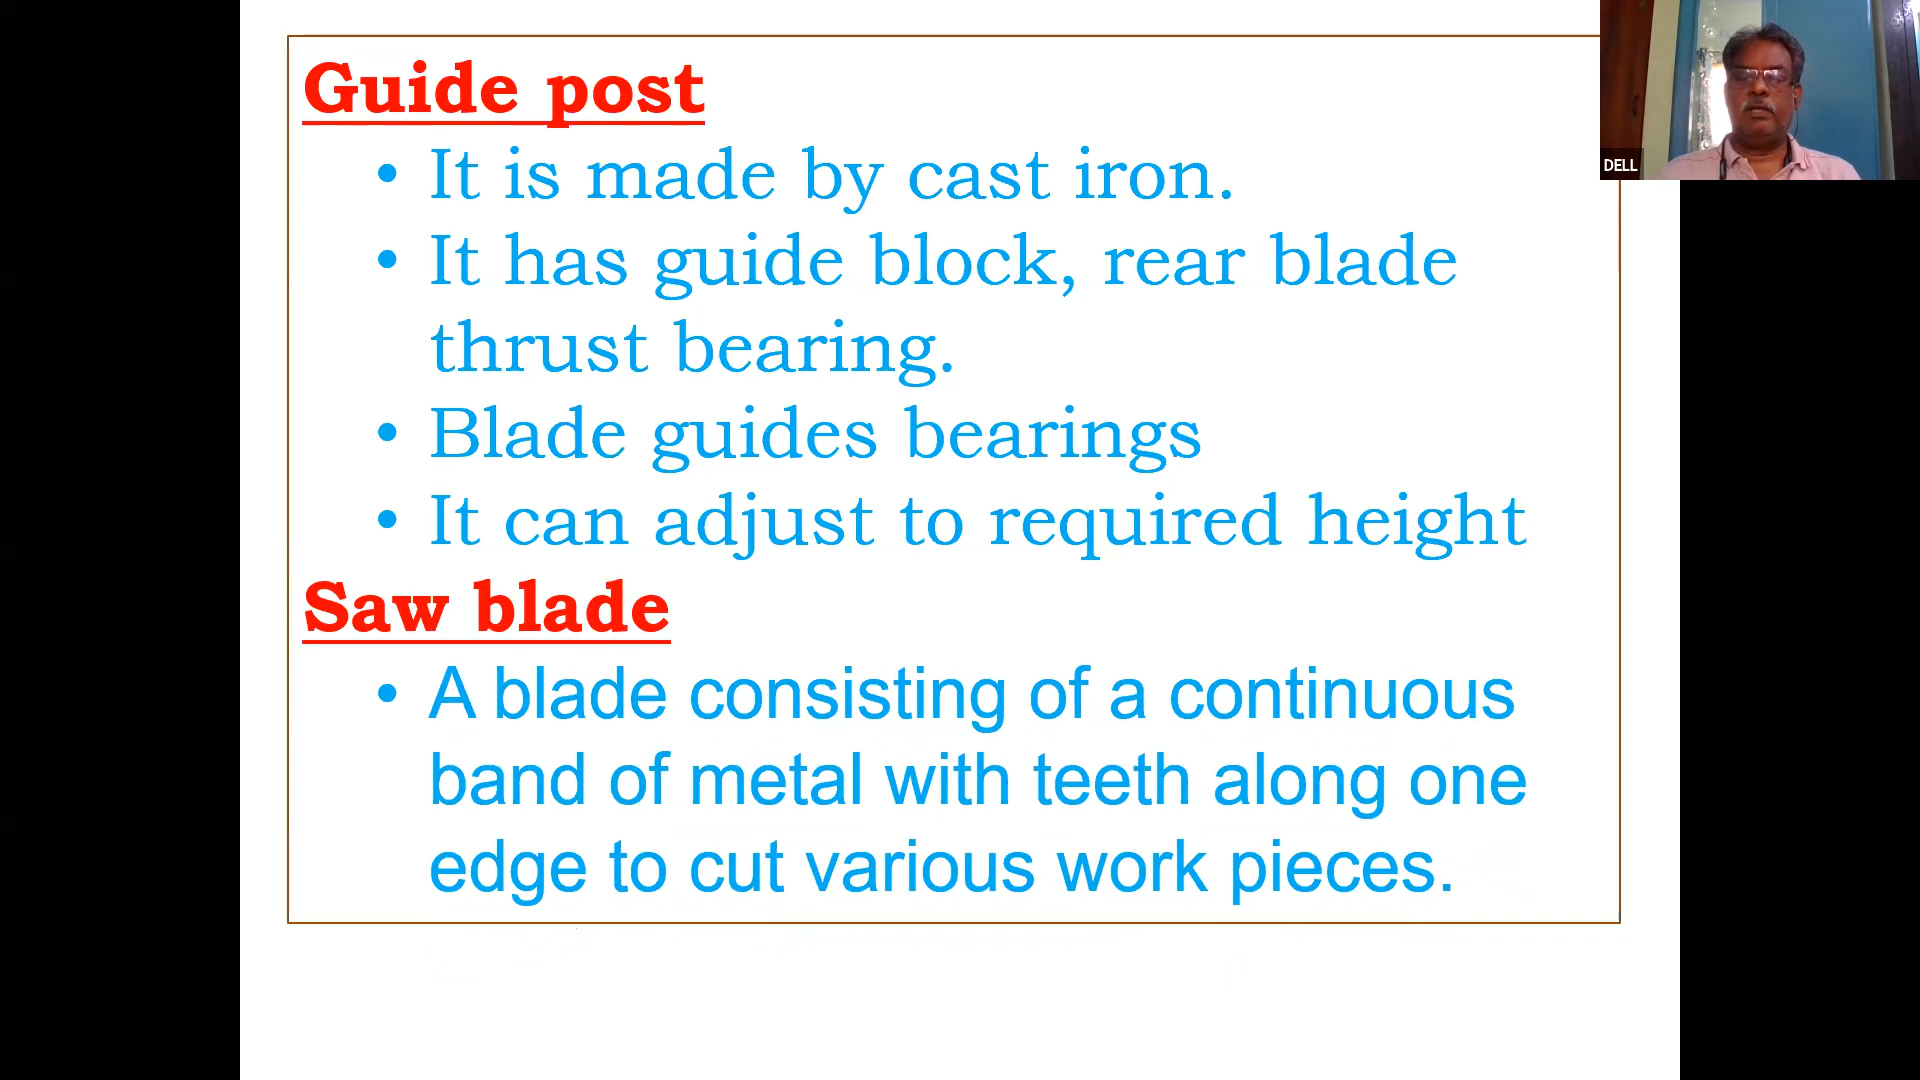 Guide post
• It is made by cast iron.
• It has guide block, rear blade
thrust bearing.
• Blade guides bearings
• It can adjust to required height
Saw blade
• A blade consisting of a continuous
band of metal with teeth along one
edge to cut various work pieces.
DELL